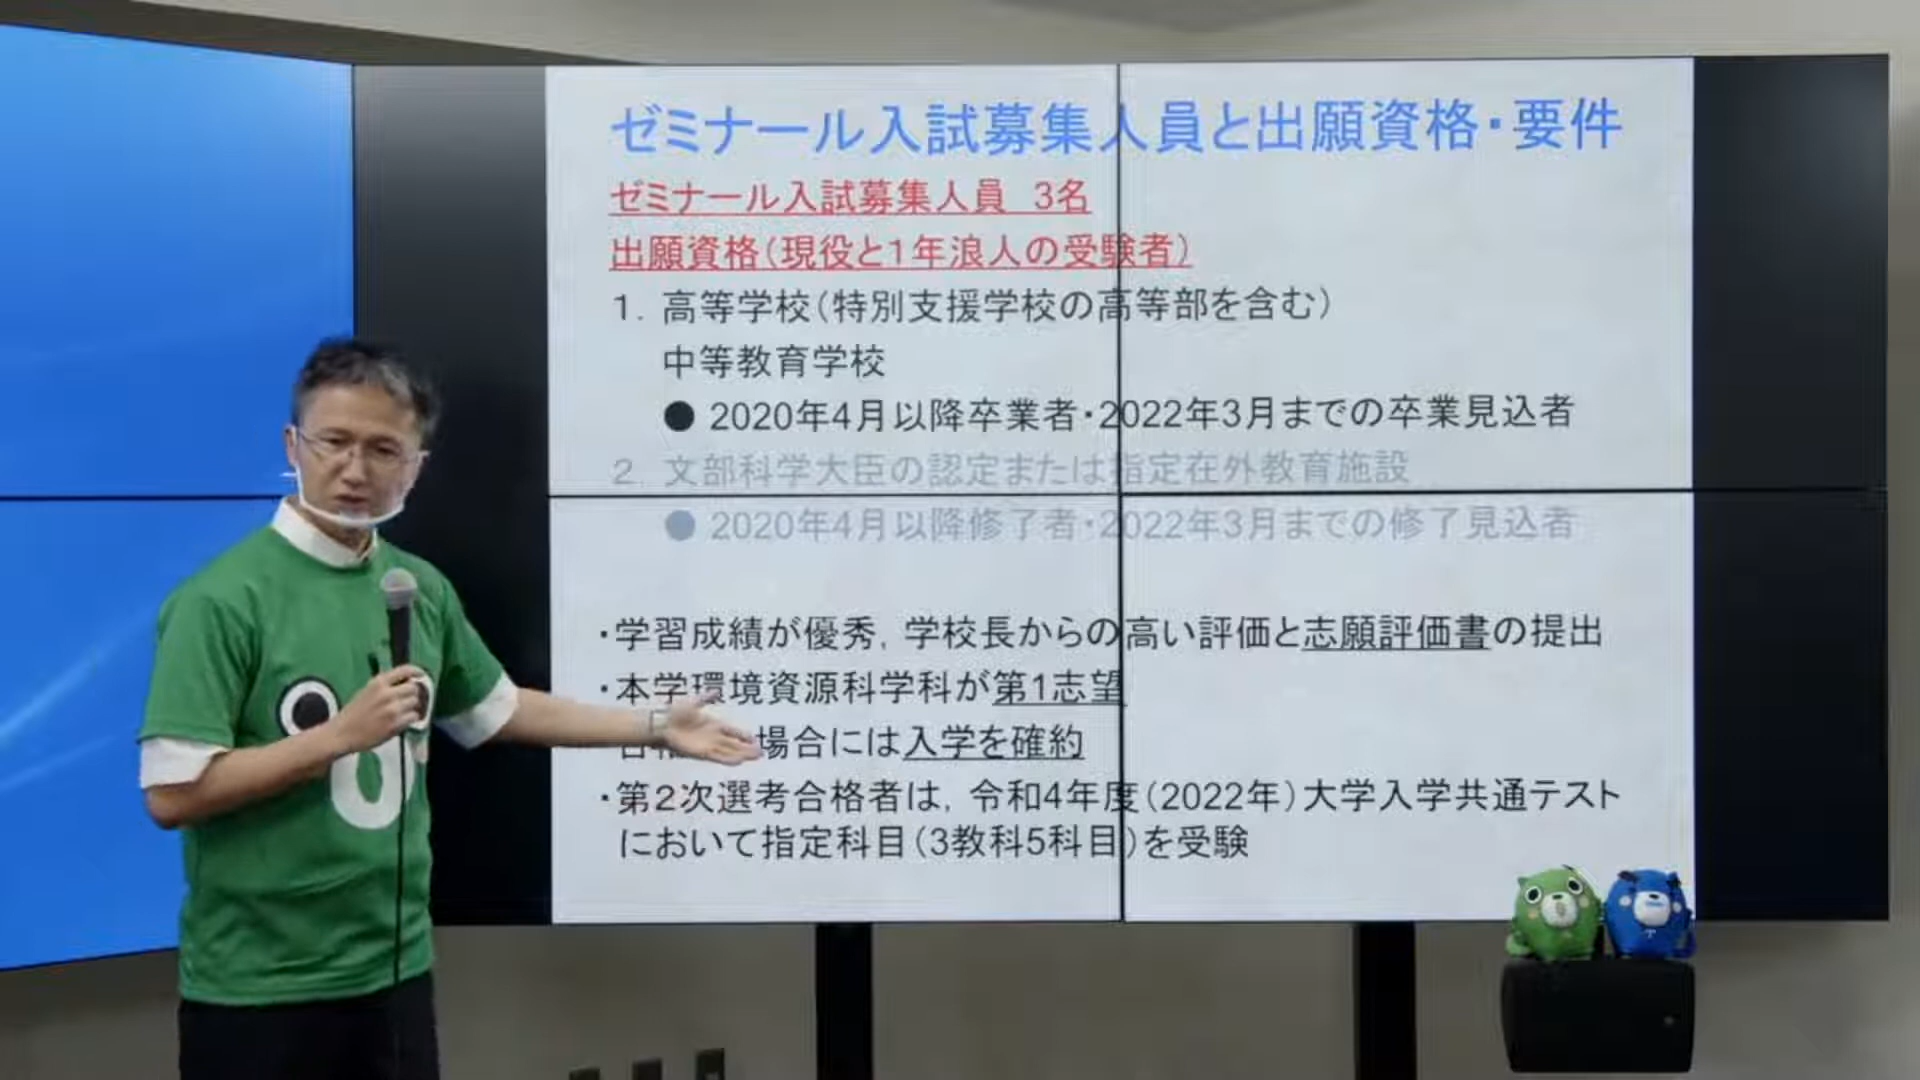 ゼミナール入試募集人員と出願資格・要件
ゼミナール入試募集人員 3名
出願資格(現役と1年浪人の受験者)
1. 高等学校(特別支援学校の高等部を含む)
中等教育学校
● 2020年4月以降卒業者・2022年3月までの卒業見込者
2. 文部科学大臣の認定または指定在外教育施設
● 2020年4月以降修了者・2022年3月までの修了見込者
・学習成績が優秀, 学校長からの高い評価と志願評価書の提出
・本学環境資源科学科が第1志望
場合には入学を確約
・第2次選考合格者は, 令和4年度(2022年)大学入学共通テスト
において指定科目(3教科5科目)を受験